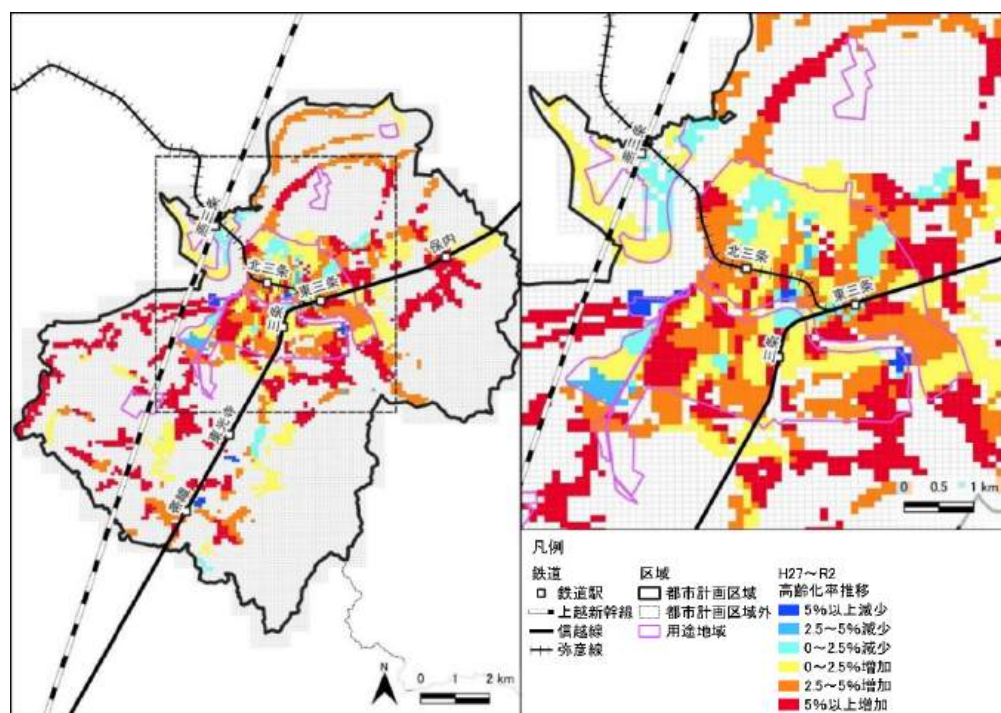 燕三条
北三条
東三条
三条
保内
東光寺
帯織
N
0 1 2 km
燕三条
北三条
東三条
三条
0 0.5 1 km
凡例
鉄道
鉄道駅
上越新幹線
信越線
弥彦線
区域
都市計画区域
都市計画区域外
用途地域
H27～R2
高齢化率推移
5%以上減少
2.5～5%減少
0～2.5%減少
0～2.5%増加
2.5～5%増加
5%以上増加